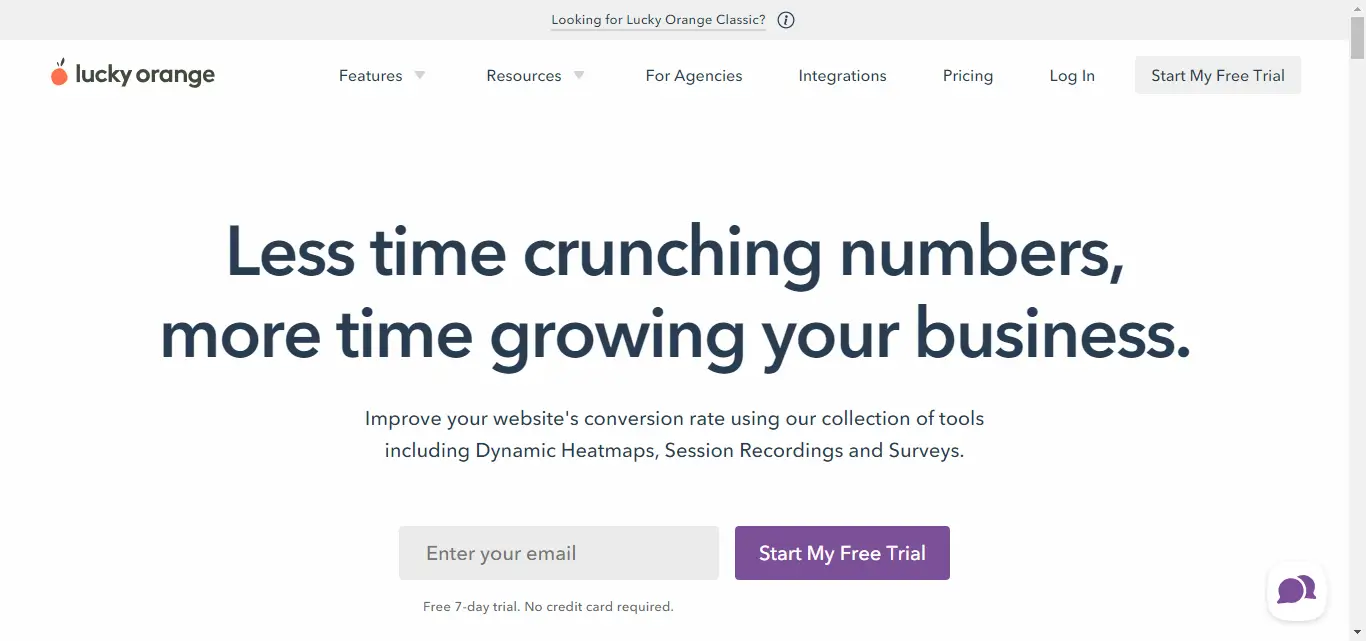 Looking for Lucky Orange Classic?
lucky orange
Features
Resources
For Agencies
Integrations
Pricing
Log In
Start My Free Trial
Less time crunching numbers,
more time growing your business.
Improve your website's conversion rate using our collection of tools
including Dynamic Heatmaps, Session Recordings and Surveys.
Enter your email
Start My Free Trial
Free 7-day trial. No credit card required.